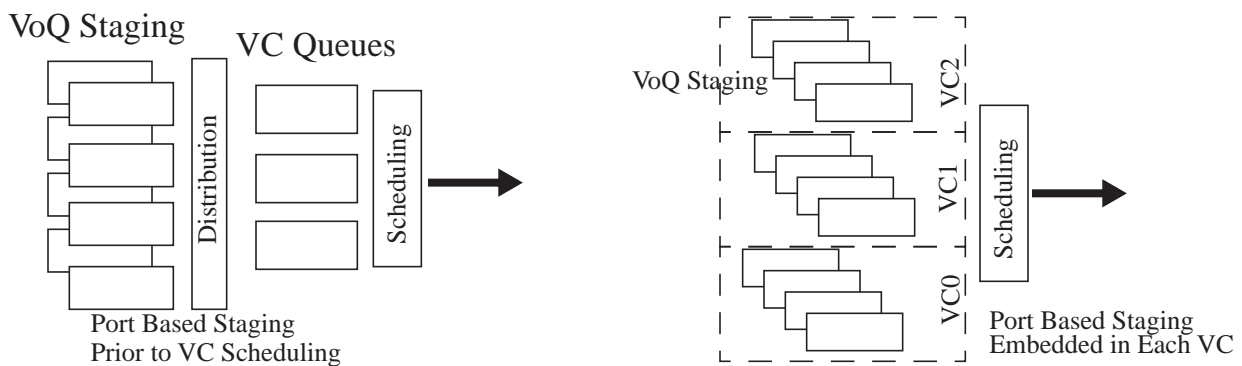 VoQ Staging
VC Queues
Distribution
Scheduling
Port Based Staging
Prior to VC Scheduling
VoQ Staging
VC2
VC1
VC0
Scheduling
Port Based Staging
Embedded in Each VC